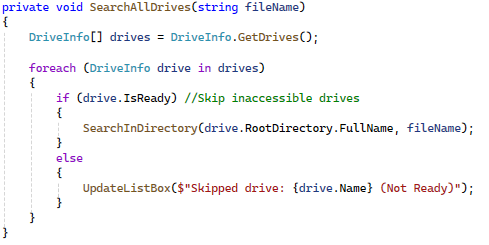 private void SearchAllDrives(string fileName)
{
    DriveInfo[] drives = DriveInfo.GetDrives();

    foreach (DriveInfo drive in drives)
    {
        if (drive.IsReady) //Skip inaccessible drives
        {
            SearchInDirectory(drive.RootDirectory.FullName, fileName);
        }
        else
        {
            UpdateListBox($"Skipped drive: {drive.Name} (Not Ready)");
        }
    }
}